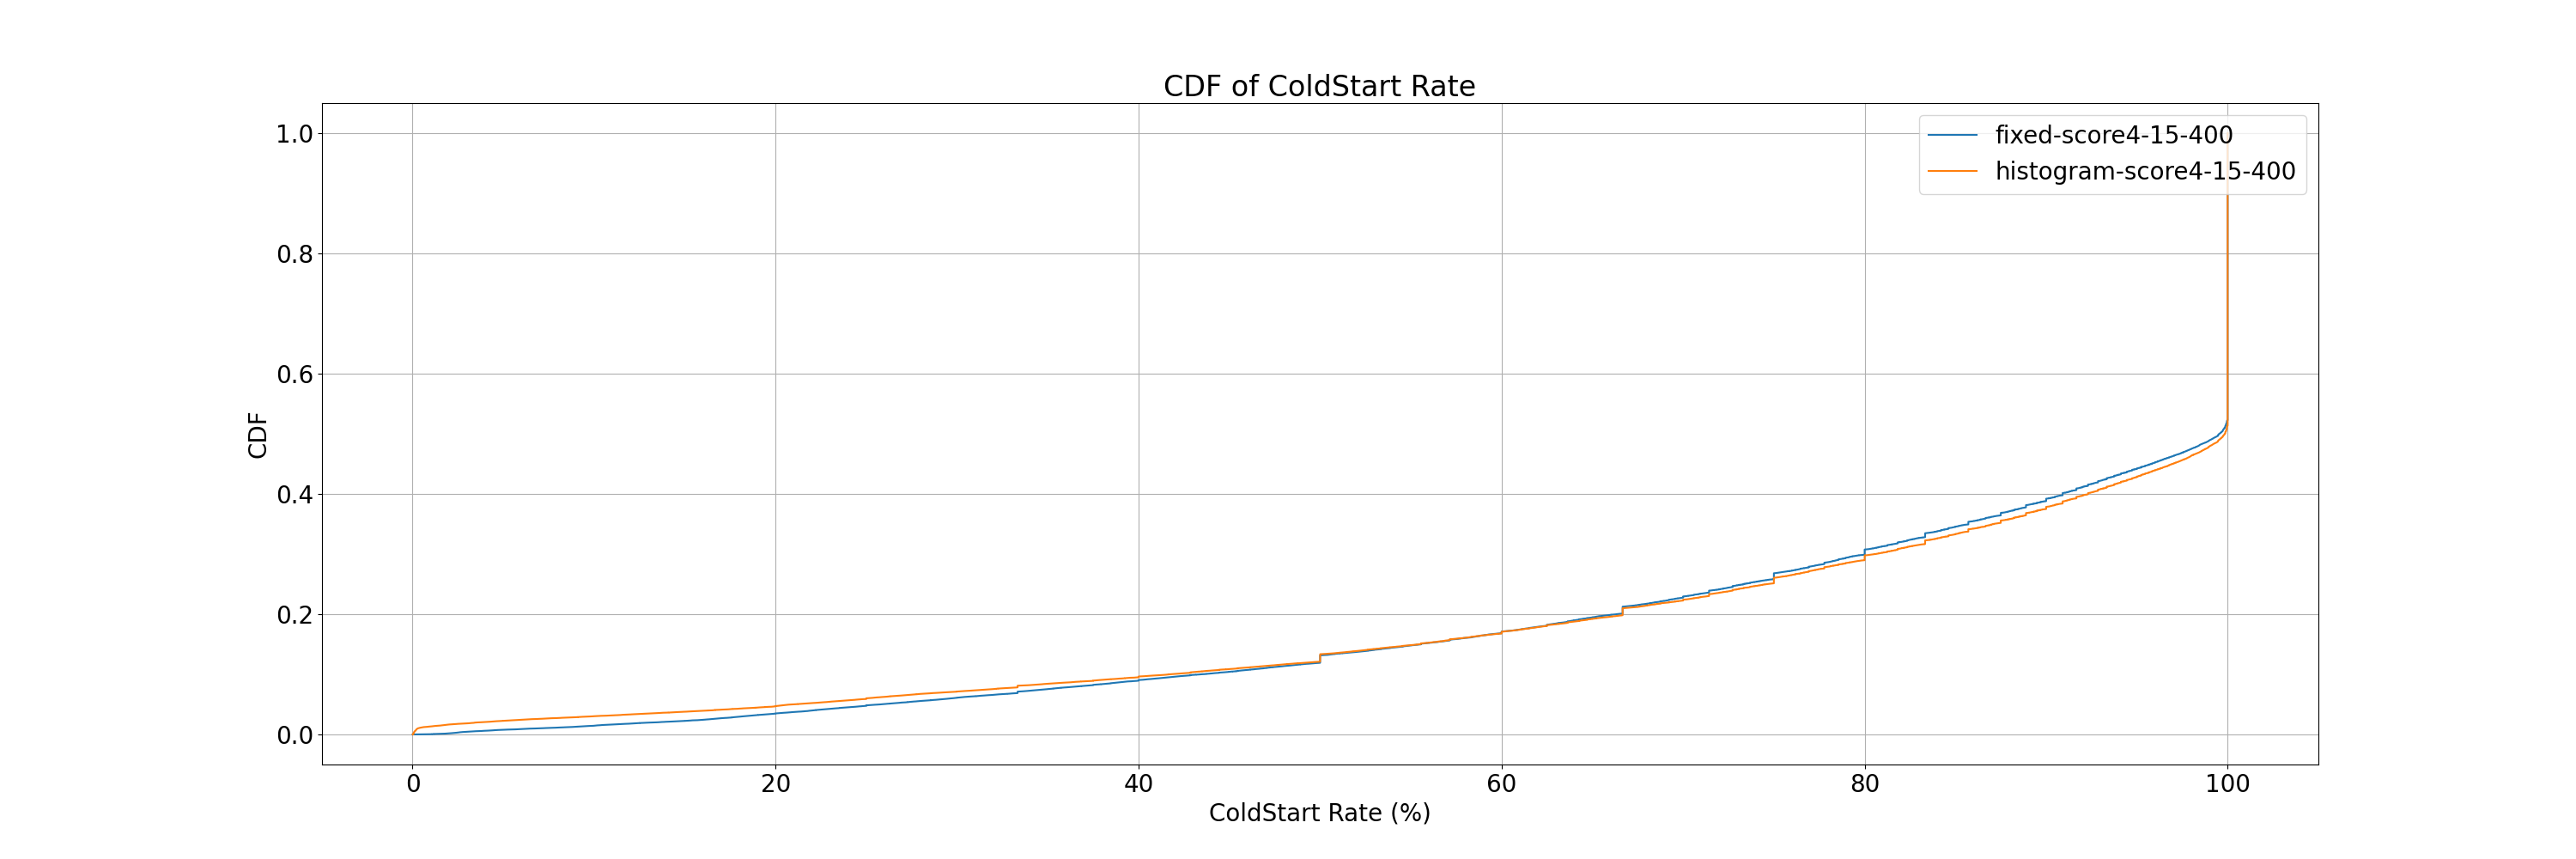 CDF of ColdStart Rate
fixed-score4-15-400
histogram-score4-15-400
1.0
0.8
0.6
0.4
0.2
0.0
CDF
0 20 40 60 80 100
ColdStart Rate (%)